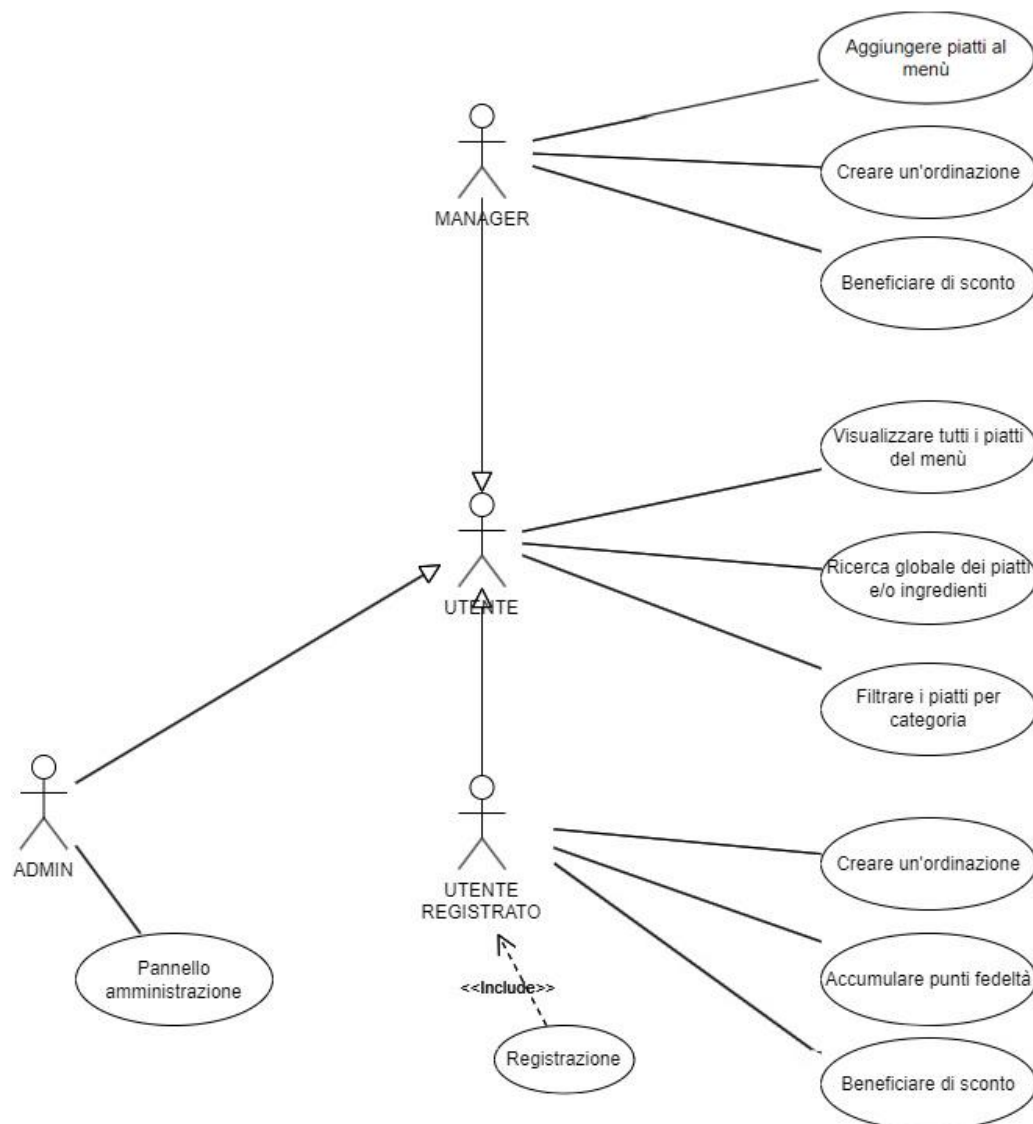 Aggiungere piatti al
menù
MANAGER
Creare un'ordinazione
Beneficiare di sconto
Visualizzare tutti i piatti
del menù
UTENTE
Ricerca globale dei piatti
e/o ingredienti
Filtrare i piatti per
categoria
ADMIN
Pannello
amministrazione
UTENTE
REGISTRATO
<<Include>>
Registrazione
Creare un'ordinazione
Accumulare punti fedeltà
Beneficiare di sconto